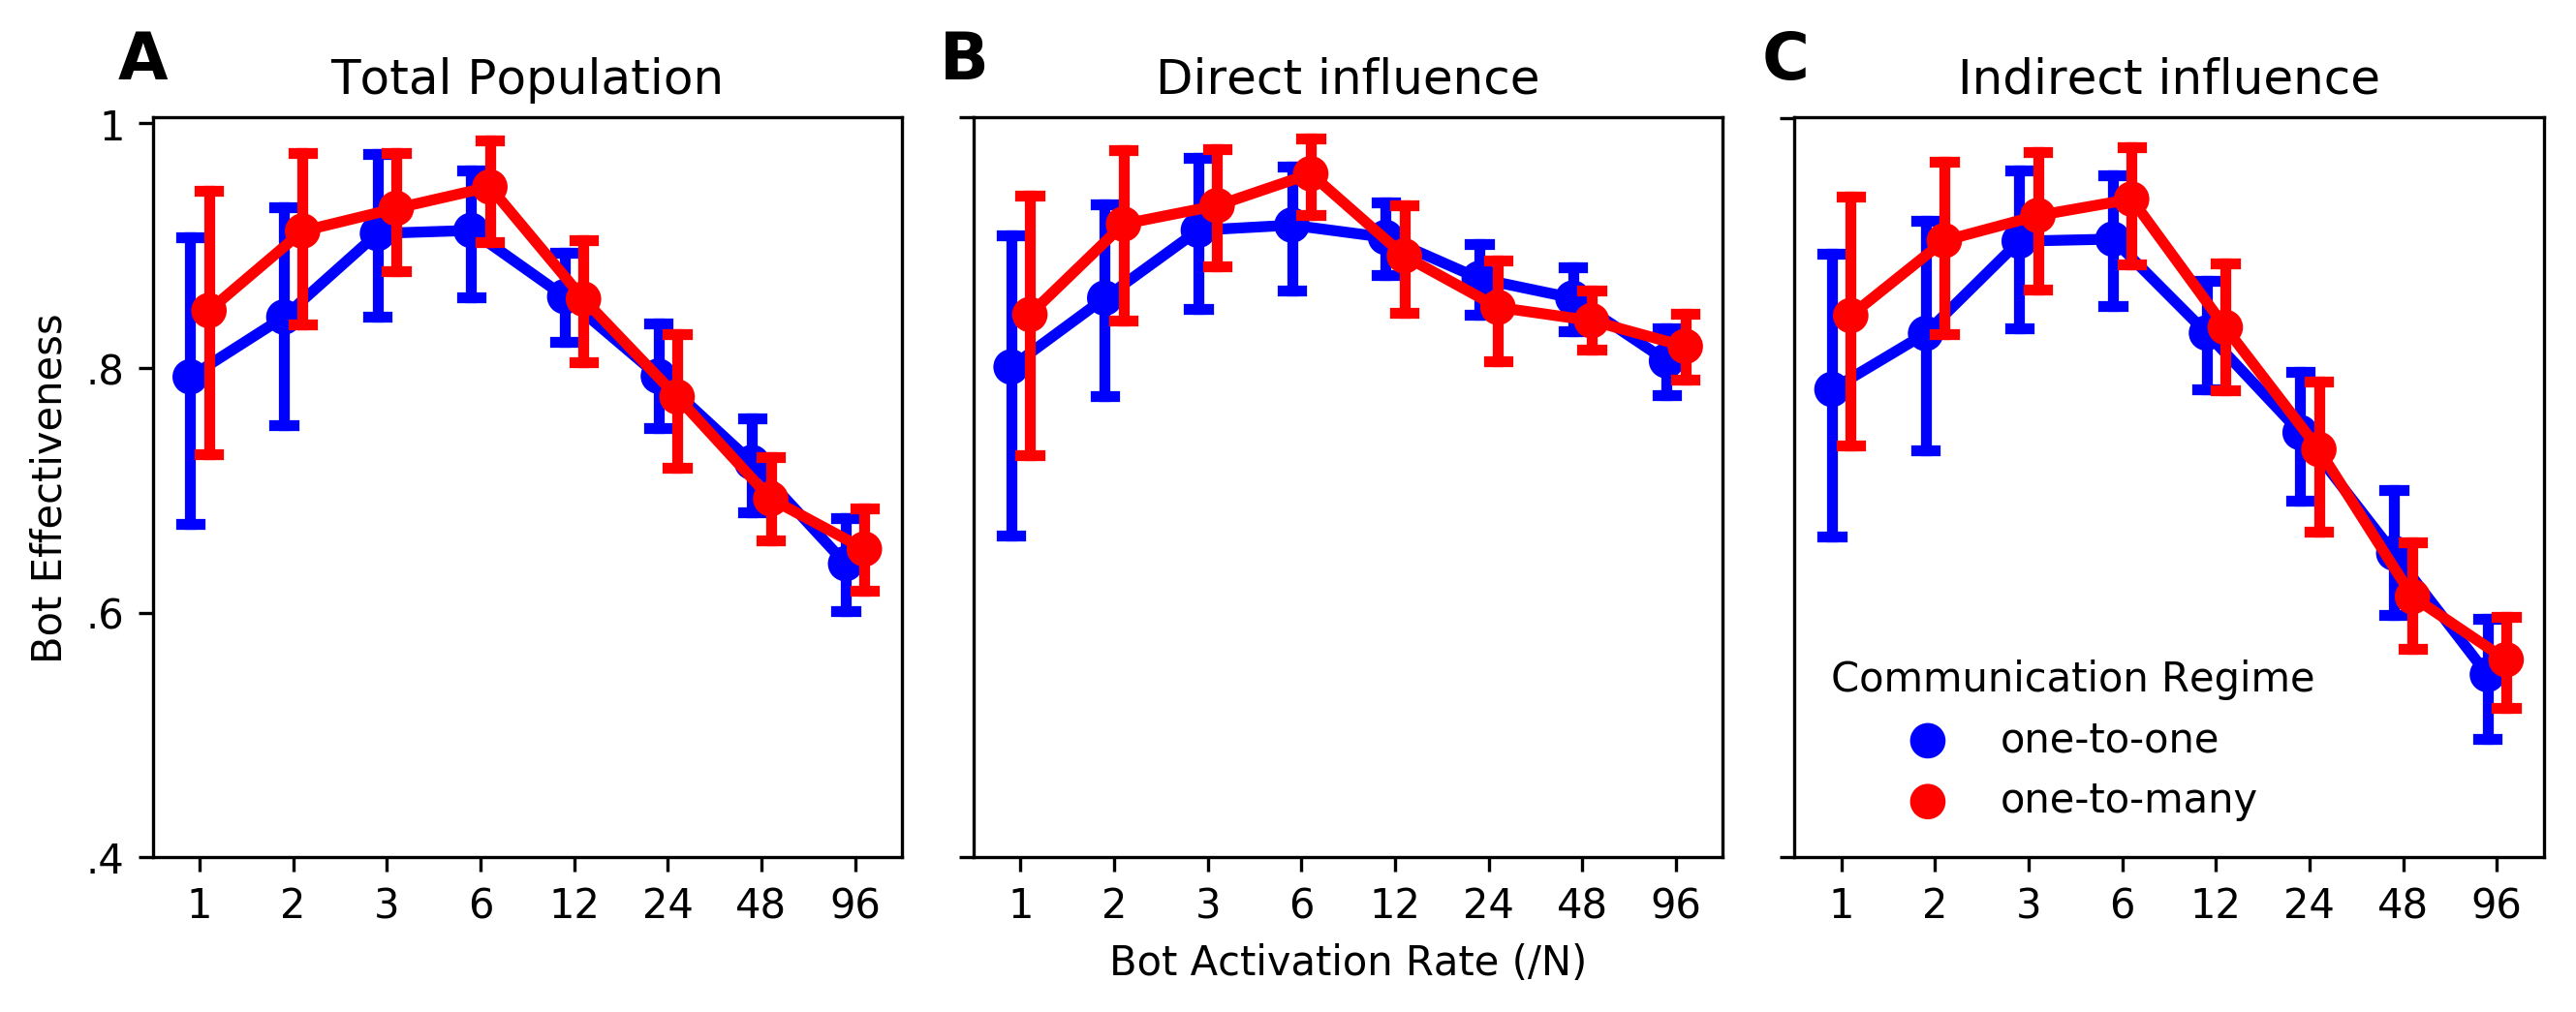 A
Total Population
B
Direct influence
C
Indirect influence
Bot Effectiveness
1
.8
.6
.4
1 2 3 6 12 24 48 96
1 2 3 6 12 24 48 96
1 2 3 6 12 24 48 96
Communication Regime
one-to-one
one-to-many
Bot Activation Rate (/N)